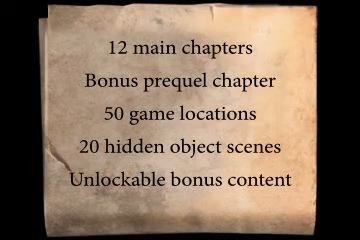 12 main chapters
Bonus prequel chapter
50 game locations
20 hidden object scenes
Unlockable bonus content